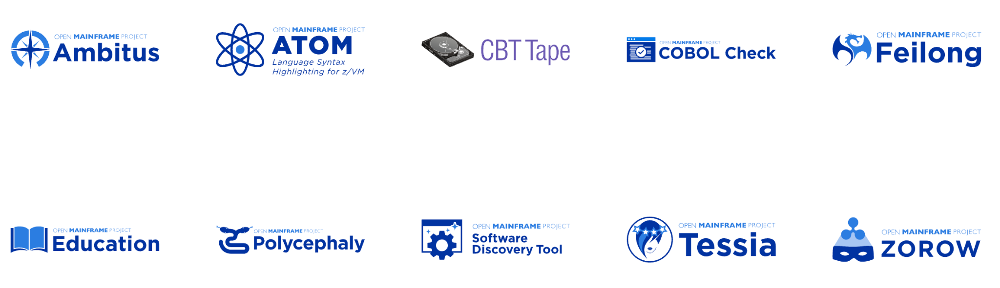 OPEN MAINFRAME PROJECT
Ambitus
OPEN MAINFRAME PROJECT
ATOM
Language Syntax
Highlighting for z/VM
CBT Tape
OPEN MAINFRAME PROJECT
COBOL Check
OPEN MAINFRAME PROJECT
Feilong
OPEN MAINFRAME PROJECT
Education
OPEN MAINFRAME PROJECT
Polycephaly
OPEN MAINFRAME PROJECT
Software
Discovery Tool
OPEN MAINFRAME PROJECT
Tessia
OPEN MAINFRAME PROJECT
ZOROW